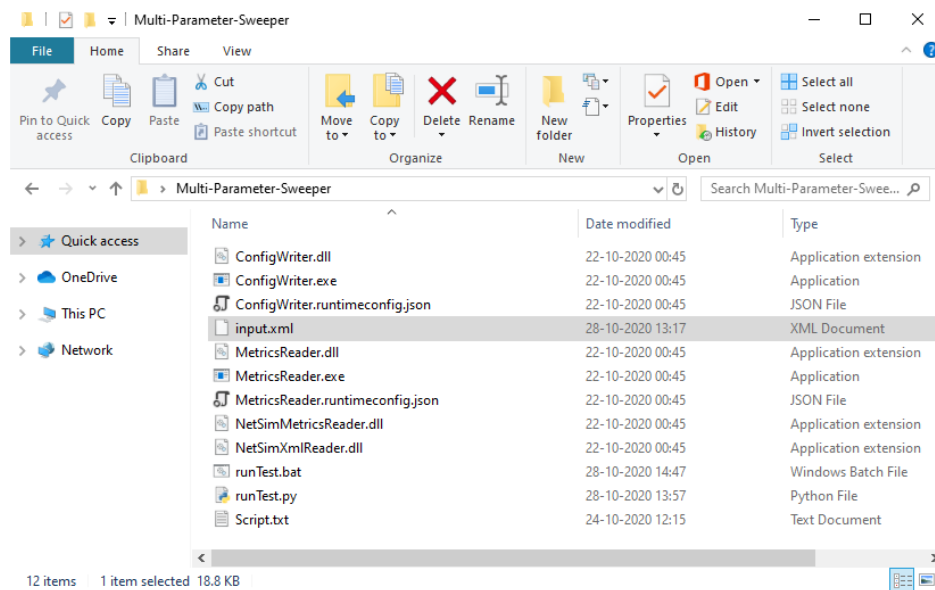 Multi-Parameter-Sweeper
File Home Share View
Pin to Quick access Copy Paste Cut Copy path Paste shortcut Move to Copy to Delete Rename New folder Properties Open Edit History Select all Select none Invert selection
Clipboard Organize New Open Select
Multi-Parameter-Sweeper Search Multi-Parameter-Swee...
Name Date modified Type
Quick access
OneDrive
This PC
Network
ConfigWriter.dll 22-10-2020 00:45 Application extension
ConfigWriter.exe 22-10-2020 00:45 Application
ConfigWriter.runtimeconfig.json 22-10-2020 00:45 JSON File
input.xml 28-10-2020 13:17 XML Document
MetricsReader.dll 22-10-2020 00:45 Application extension
MetricsReader.exe 22-10-2020 00:45 Application
MetricsReader.runtimeconfig.json 22-10-2020 00:45 JSON File
NetSimMetricsReader.dll 22-10-2020 00:45 Application extension
NetSimXmlReader.dll 22-10-2020 00:45 Application extension
runTest.bat 28-10-2020 14:47 Windows Batch File
runTest.py 28-10-2020 13:57 Python File
Script.txt 24-10-2020 12:15 Text Document
12 items 1 item selected 18.8 KB